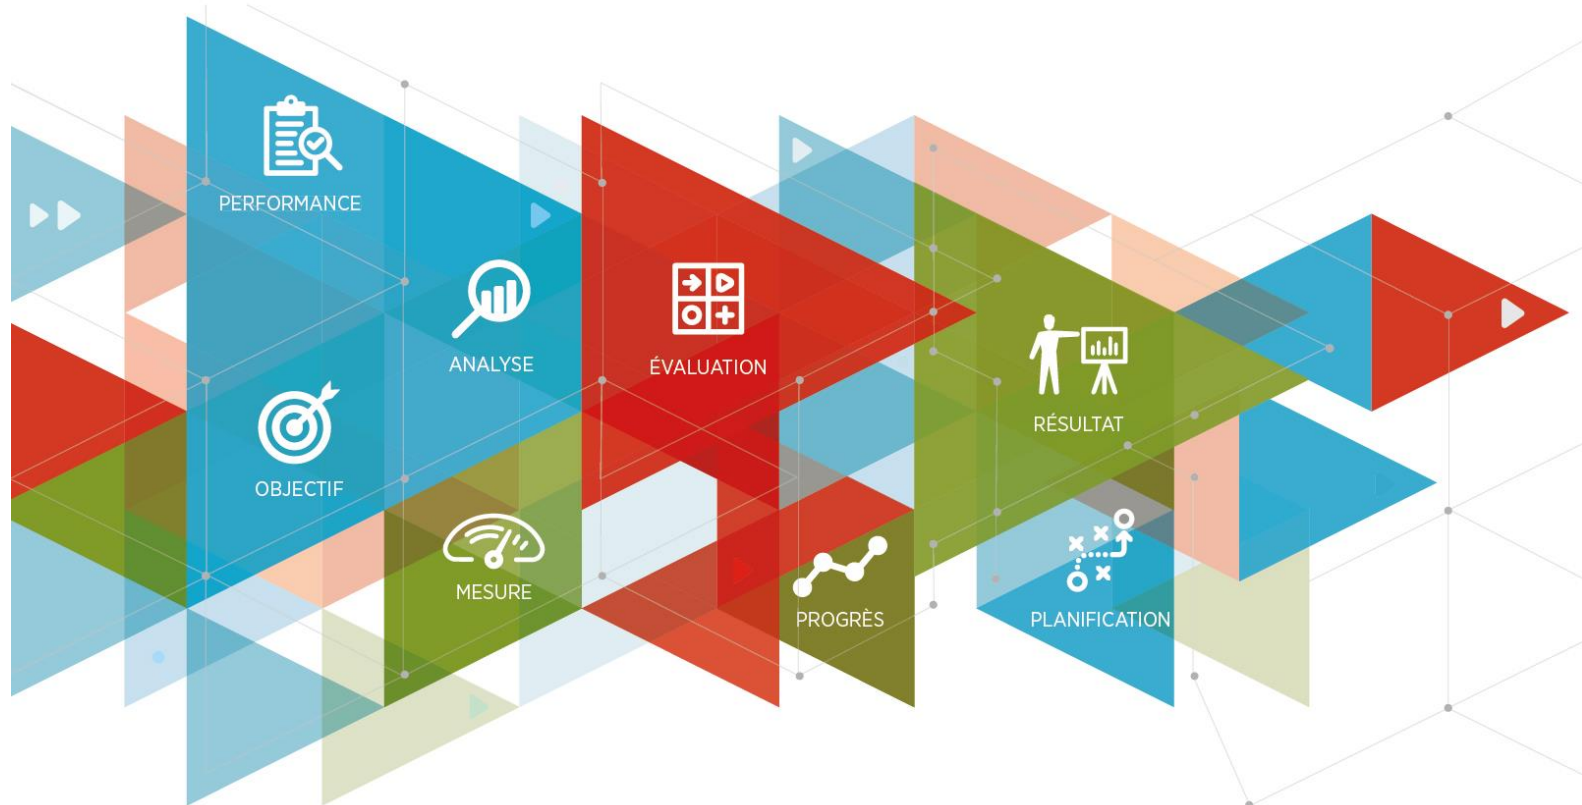 PERFORMANCE
ANALYSE
ÉVALUATION
RÉSULTAT
OBJECTIF
MESURE
PROGRÈS
PLANIFICATION